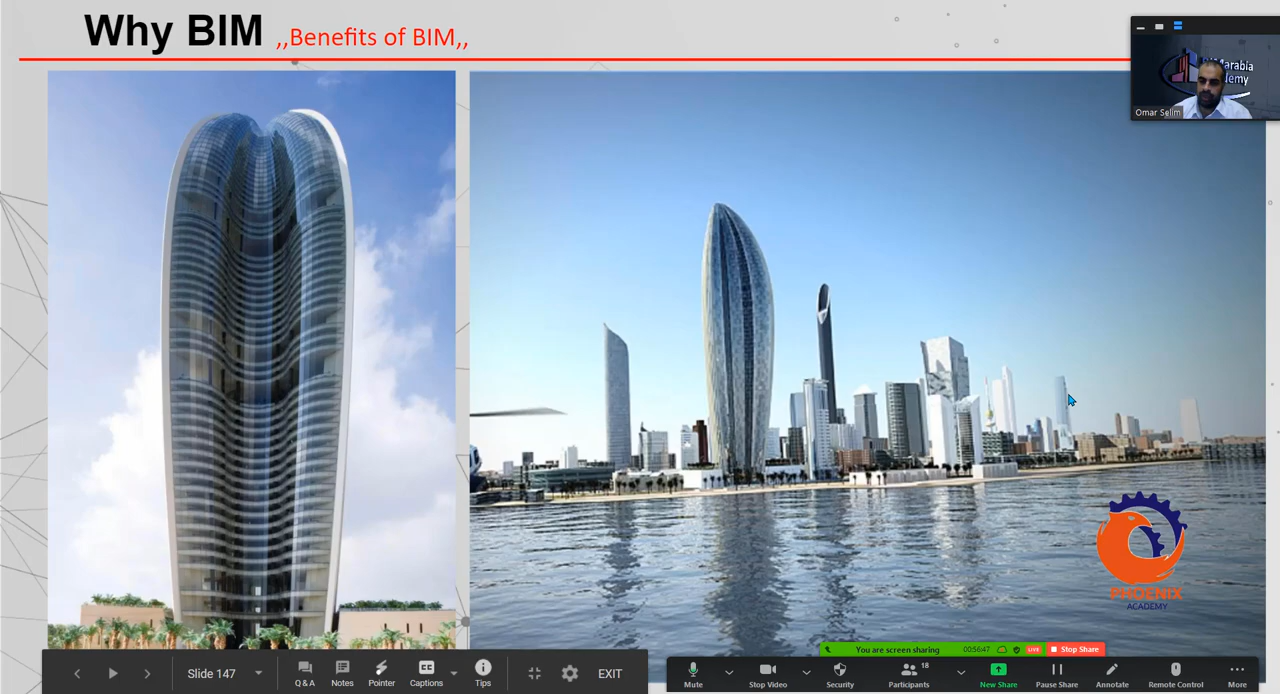 Why BIM ,,Benefits of BIM,,
Omar Selim
PHOENIX
ACADEMY
You are screen sharing
00:56:47
LIVE
Stop Share
Slide 147
Q & A
Notes
Pointer
Captions
Tips
EXIT
Mute
Stop Video
Security
Participants
18
New Share
Pause Share
Annotate
Remote Control
More